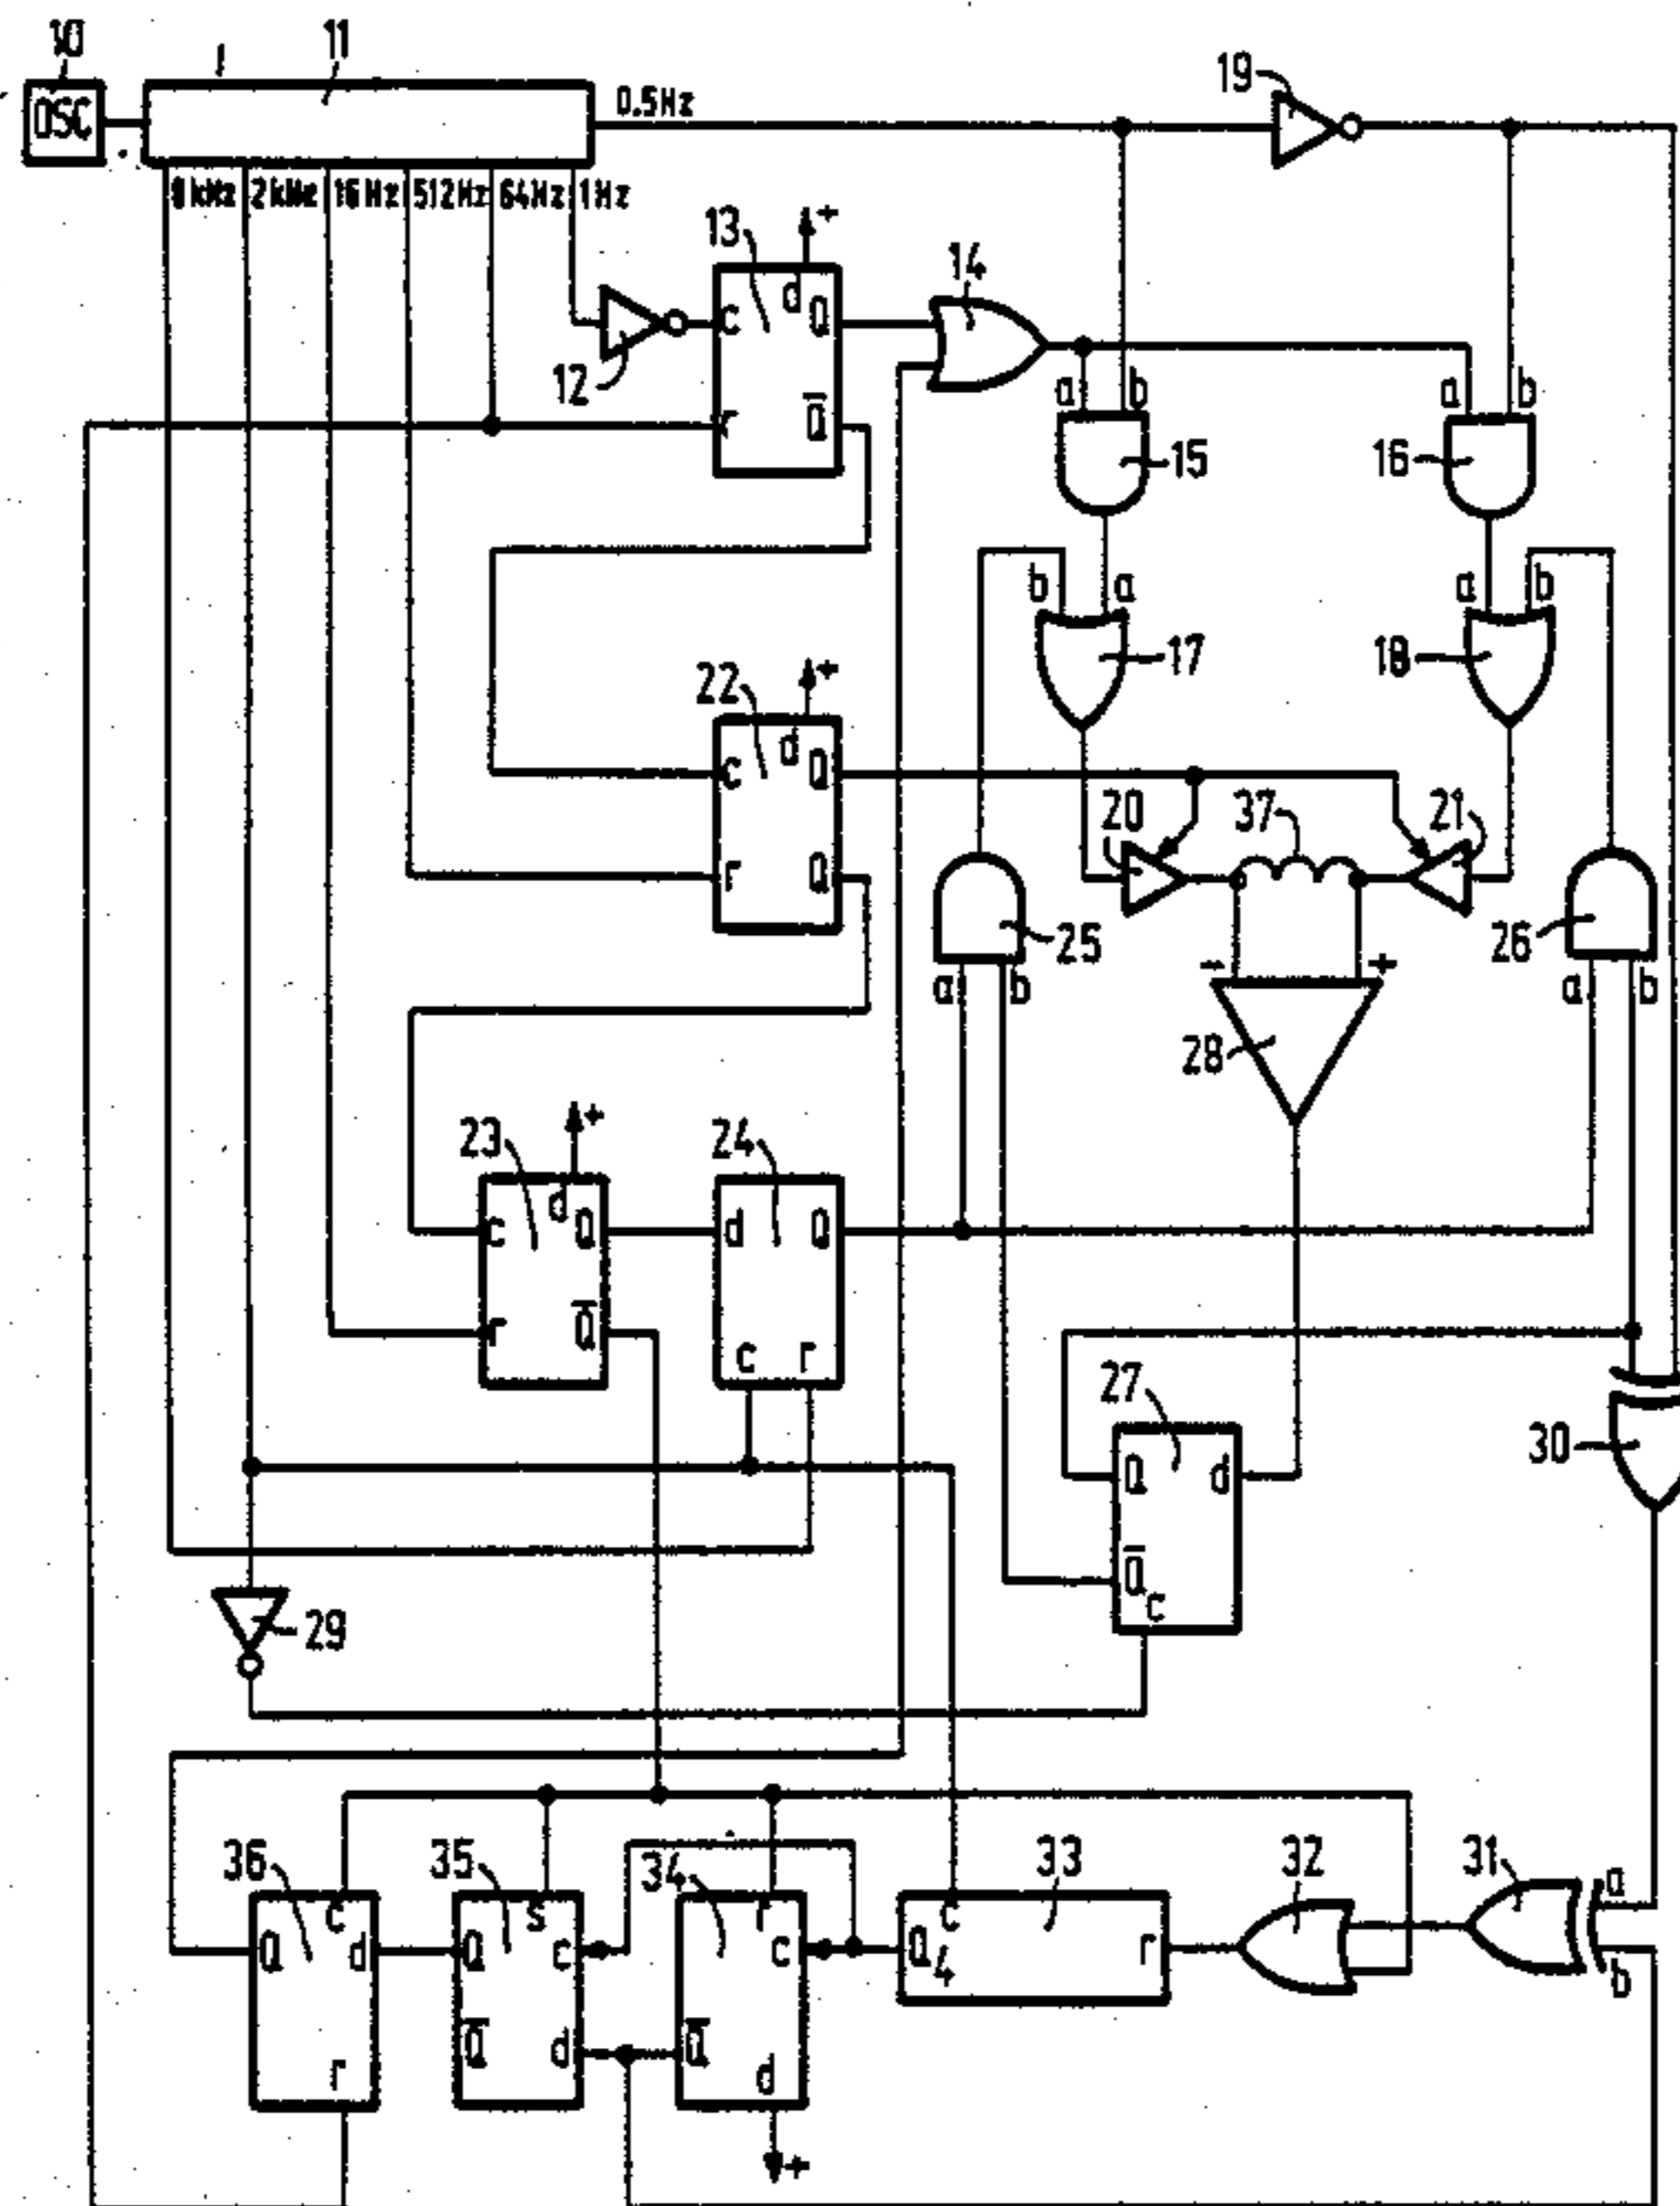 10
11
19
OSC
0.5Hz
8kHz 2kHz 16Hz 512Hz 64Hz 1Hz
13 +
d
14
c Q
12
a b a b
r Q̅
15 16
b a a b
17 18
22 +
d
c Q
20 37 21
r Q
25 26
- +
a b a b
28
23 + 24
d
c Q d Q
r Q̅
c r
27
30
Q d
Q̅
c
29
36 35 34 33 32 31
a
c s r c
Q d Q c c Q4 r
b
Q̅ d Q̅
r d
+